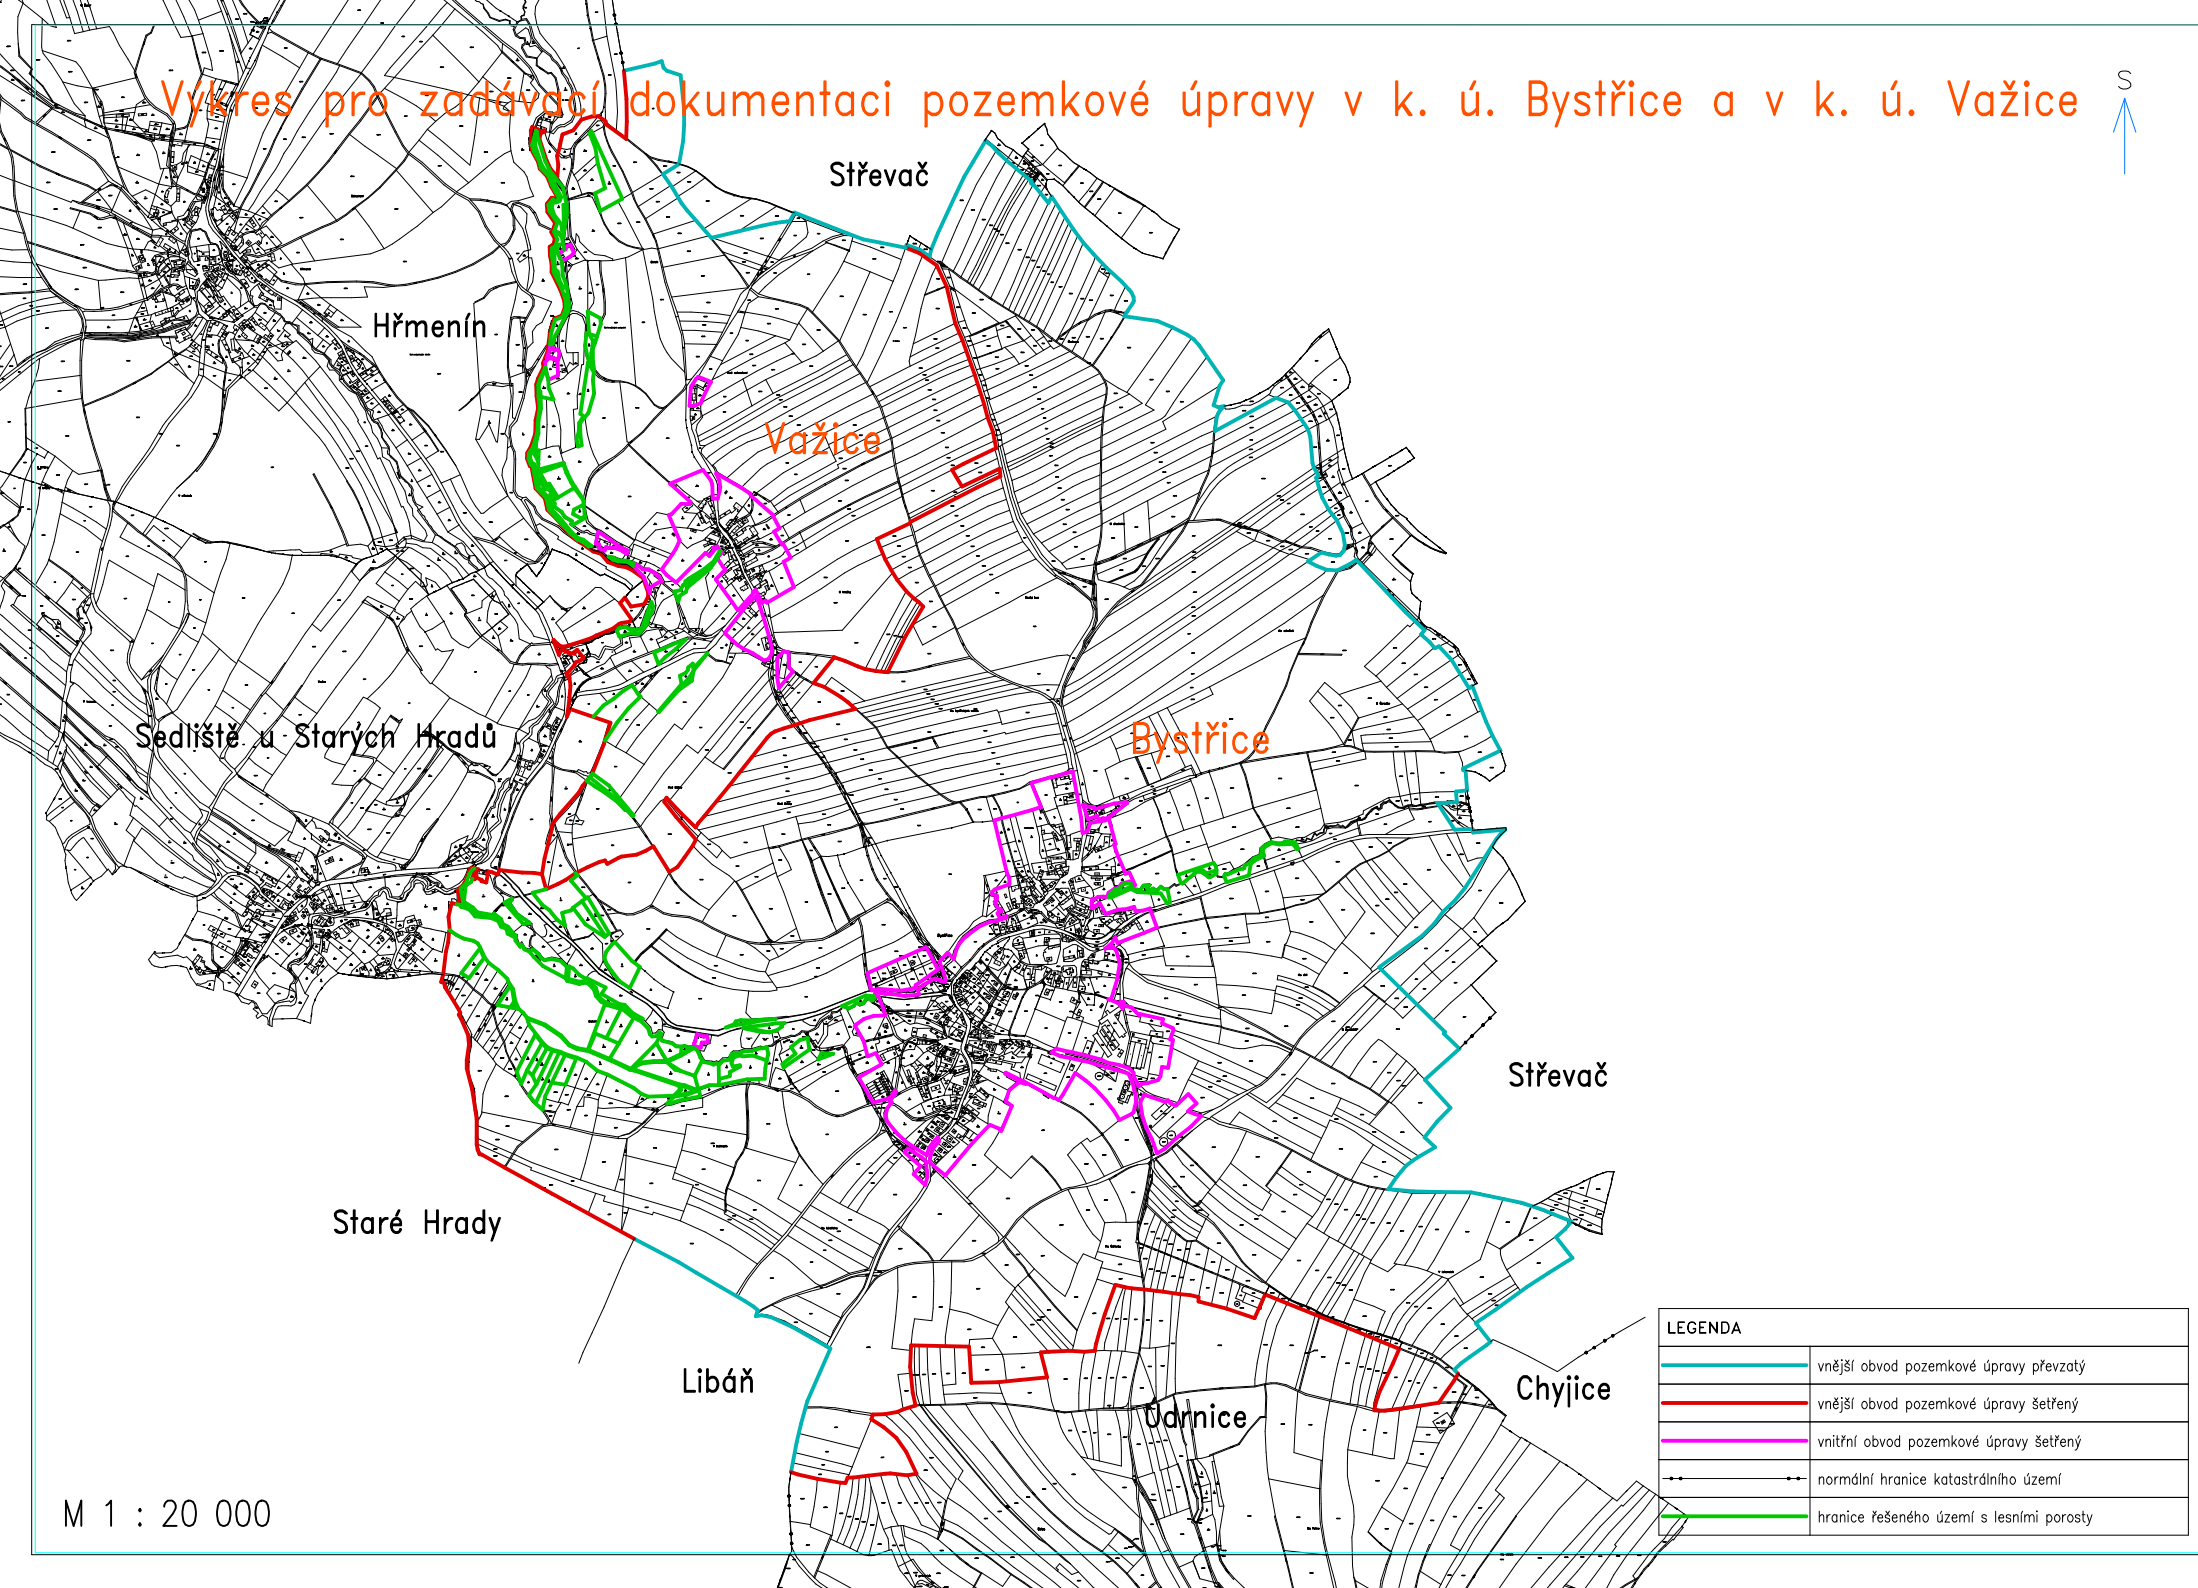 Výkres pro zadávací dokumentaci pozemkové úpravy v k. ú. Bystřice a v k. ú. Važice
S
Střevač
Hřmenín
Važice
Sedliště u Starých Hradů
Bystřice
Střevač
Staré Hrady
Libáň
Údrnice
Chyjice
M 1 : 20 000
LEGENDA
vnější obvod pozemkové úpravy převzatý
vnější obvod pozemkové úpravy šetřený
vnitřní obvod pozemkové úpravy šetřený
normální hranice katastrálního území
hranice řešeného území s lesními porosty